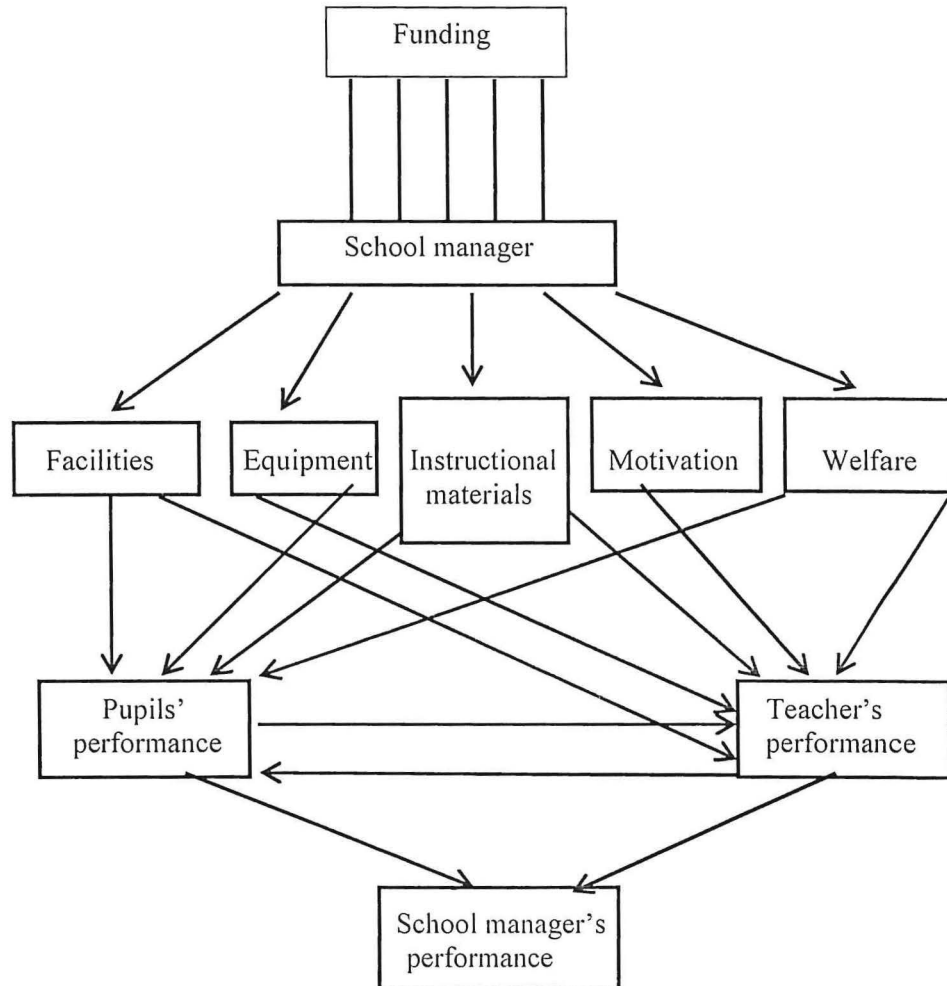 Funding
School manager
Facilities
Equipment
Instructional
materials
Motivation
Welfare
Pupils'
performance
Teacher's
performance
School manager's
performance